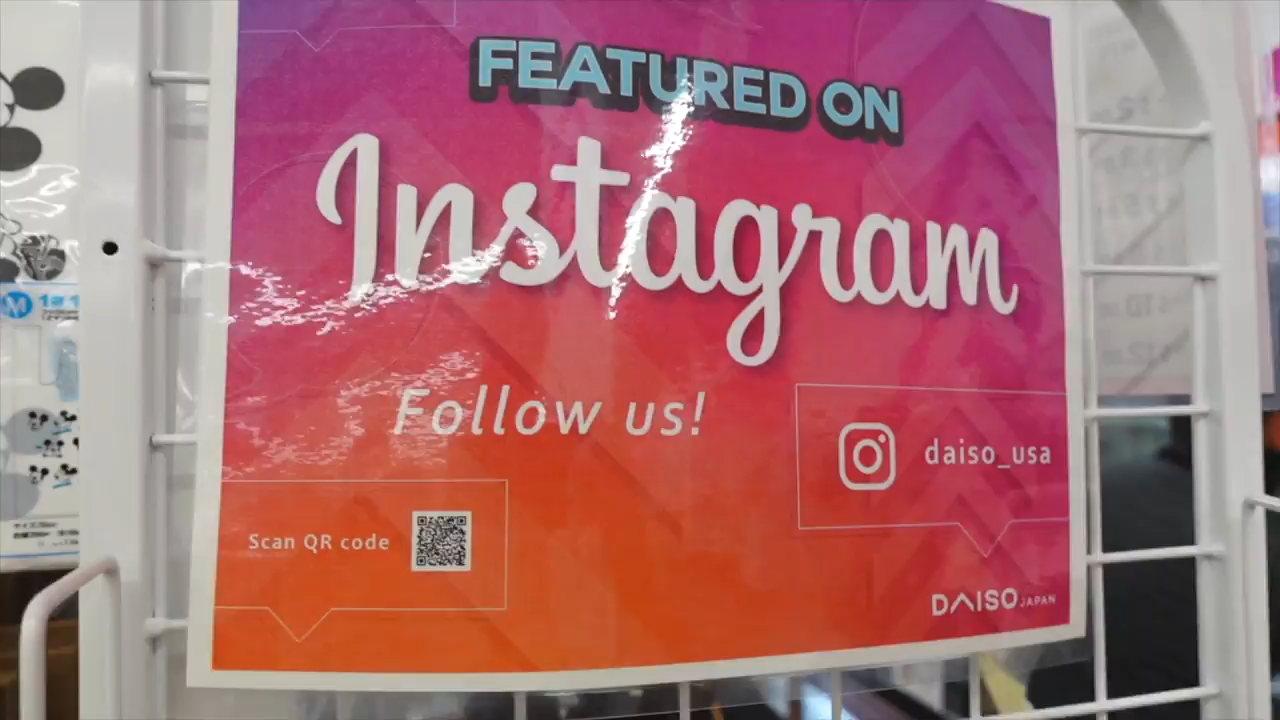 FEATURED ON
Instagram
Follow us!
daiso_usa
Scan QR code
DAISO JAPAN